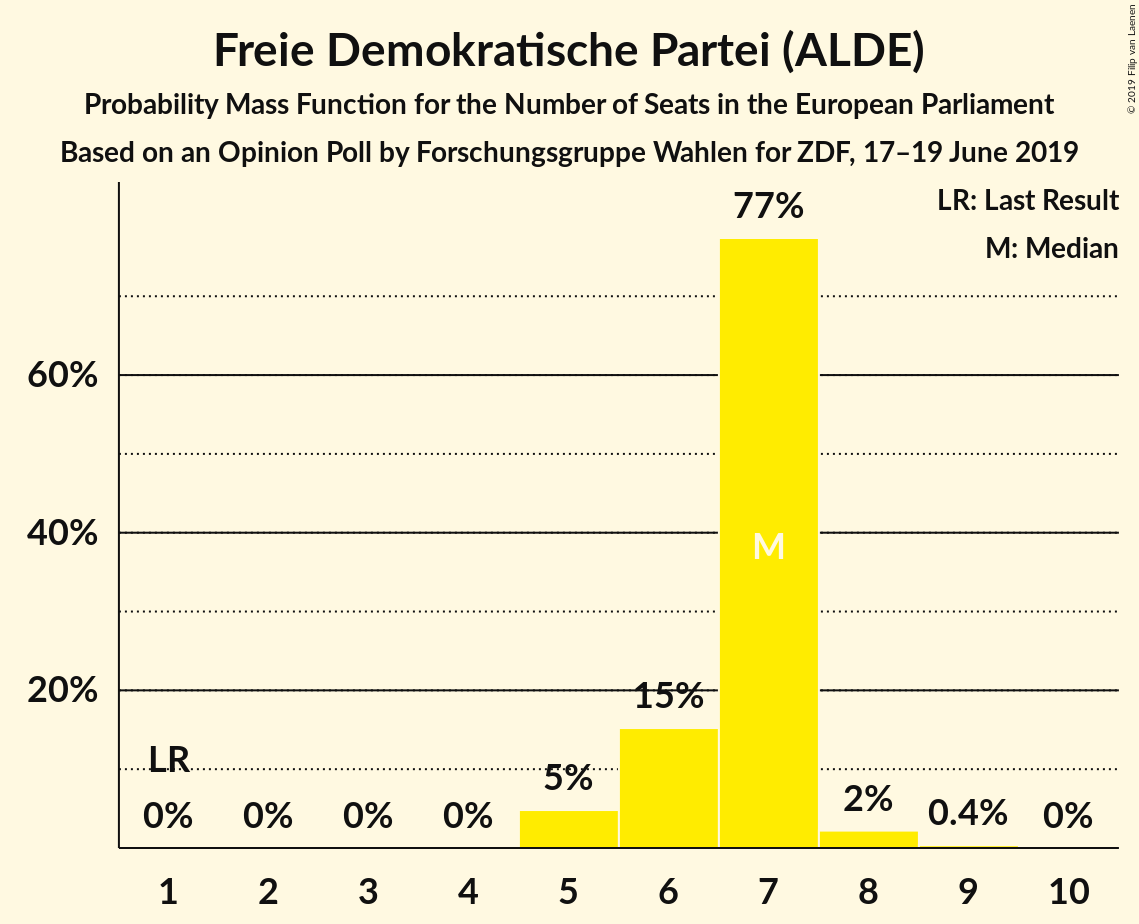 Freie Demokratische Partei (ALDE)
Probability Mass Function for the Number of Seats in the European Parliament
Based on an Opinion Poll by Forschungsgruppe Wahlen for ZDF, 17–19 June 2019
© 2019 Filip van Laenen
LR: Last Result
M: Median
77%
60%
40%
M
20%
15%
LR
5%
0% 0% 0% 0% 2% 0.4% 0%
1 2 3 4 5 6 7 8 9 10